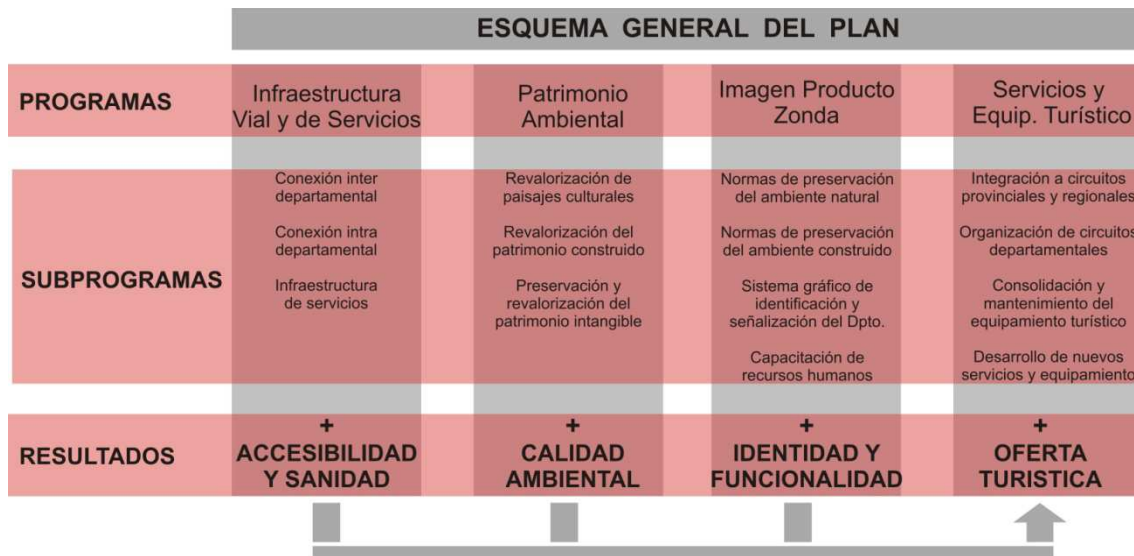 ESQUEMA GENERAL DEL PLAN
PROGRAMAS
Infraestructura
Vial y de Servicios
Patrimonio
Ambiental
Imagen Producto
Zonda
Servicios y
Equip. Turístico
SUBPROGRAMAS
Conexión inter
departamental
Conexión intra
departamental
Infraestructura
de servicios
Revalorización de
paisajes culturales
Revalorización del
patrimonio construido
Preservación y
revalorización del
patrimonio intangible
Normas de preservación
del ambiente natural
Normas de preservación
del ambiente construido
Sistema gráfico de
identificación y
señalización del Dpto.
Capacitación de
recursos humanos
Integración a circuitos
provinciales y regionales
Organización de circuitos
departamentales
Consolidación y
mantenimiento del
equipamiento turístico
Desarrollo de nuevos
servicios y equipamiento
RESULTADOS
+
ACCESIBILIDAD
Y SANIDAD
+
CALIDAD
AMBIENTAL
+
IDENTIDAD Y
FUNCIONALIDAD
+
OFERTA
TURISTICA